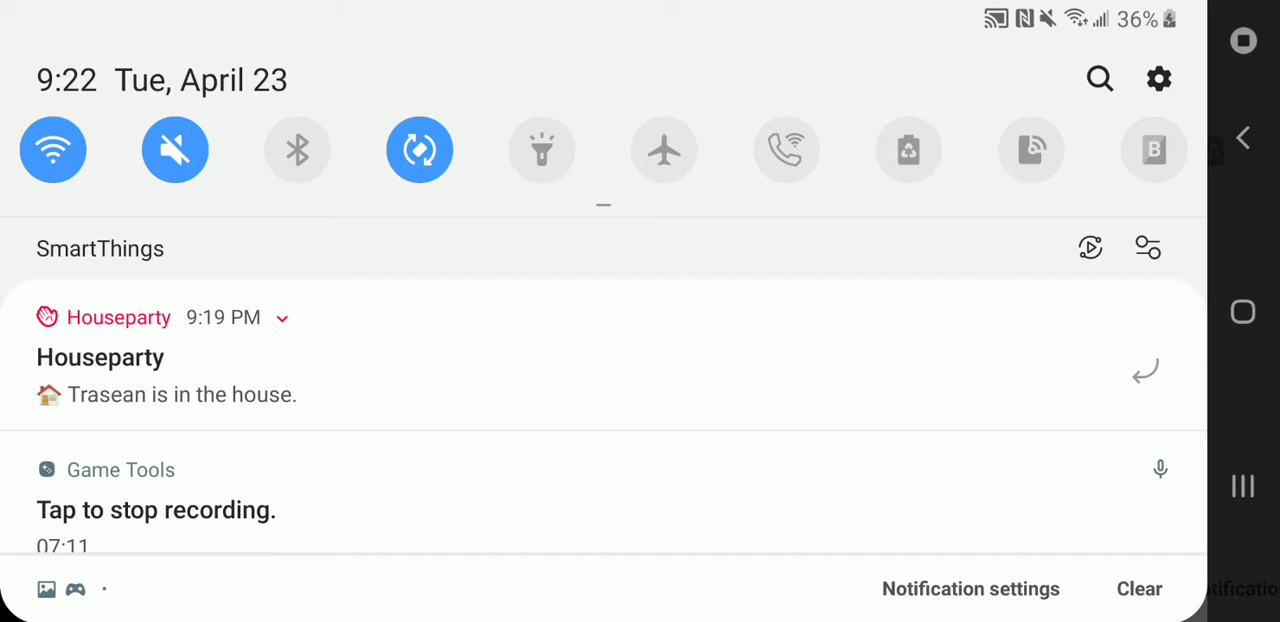 36%
9:22 Tue, April 23
B
SmartThings
Houseparty 9:19 PM
Houseparty
Trasean is in the house.
Game Tools
Tap to stop recording.
07:11
Notification settings Clear